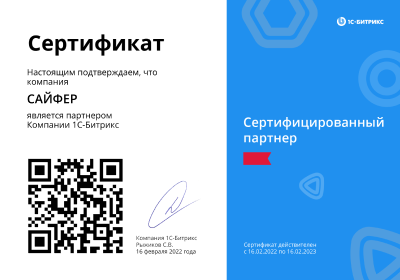 Сертификат
Настоящим подтверждаем, что
компания
САЙФЕР
является партнером
Компании 1С-Битрикс
Компания 1С-Битрикс
Рыжиков С.В.
16 февраля 2022 года
1С-БИТРИКС
Сертифицированный
партнер
Сертификат действителен
с 16.02.2022 по 16.02.2023